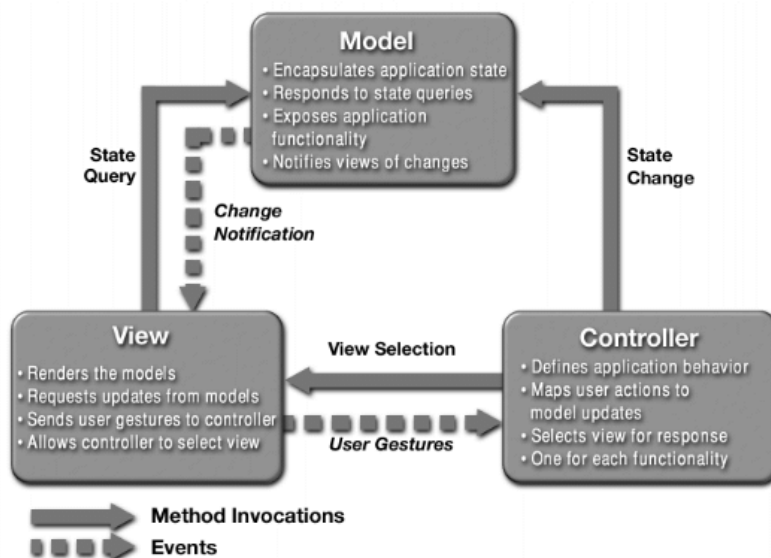 Model
• Encapsulates application state
• Responds to state queries
• Exposes application
functionality
• Notifies views of changes
State
Query
Change
Notification
State
Change
View
• Renders the models
• Requests updates from models
• Sends user gestures to controller
• Allows controller to select view
View Selection
User Gestures
Controller
• Defines application behavior
• Maps user actions to
model updates
• Selects view for response
• One for each functionality
Method Invocations
Events